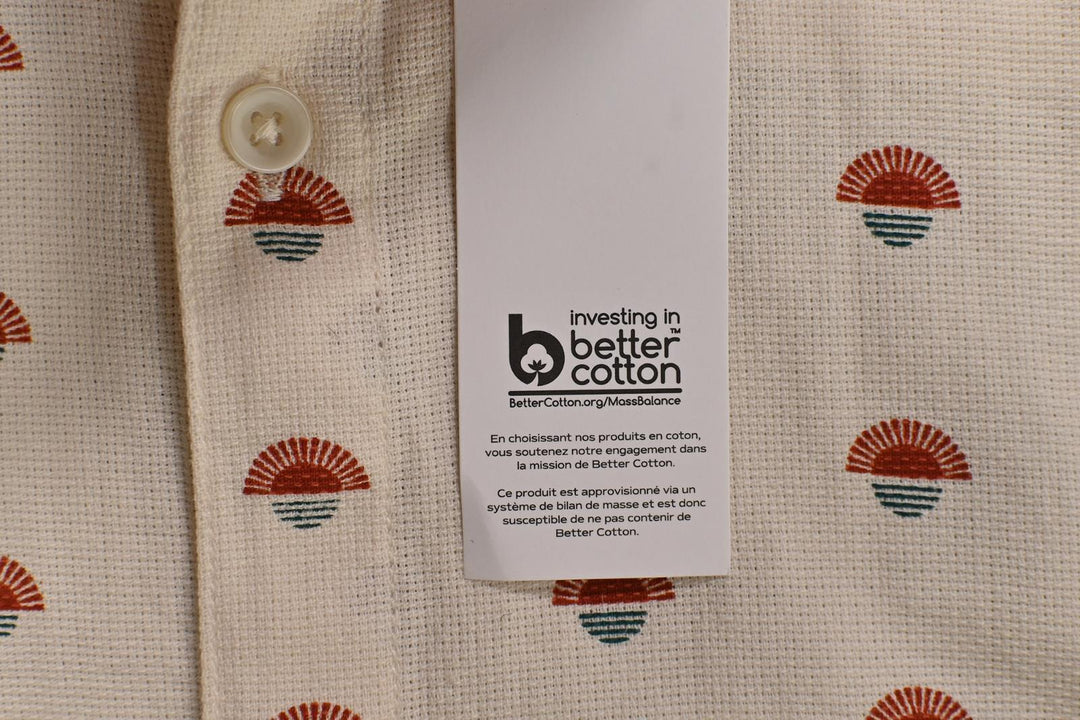 investing in
better™
cotton
BetterCotton.org/MassBalance
En choisissant nos produits en coton,
vous soutenez notre engagement dans
la mission de Better Cotton.
Ce produit est approvisionné via un
système de bilan de masse et est donc
susceptible de ne pas contenir de
Better Cotton.